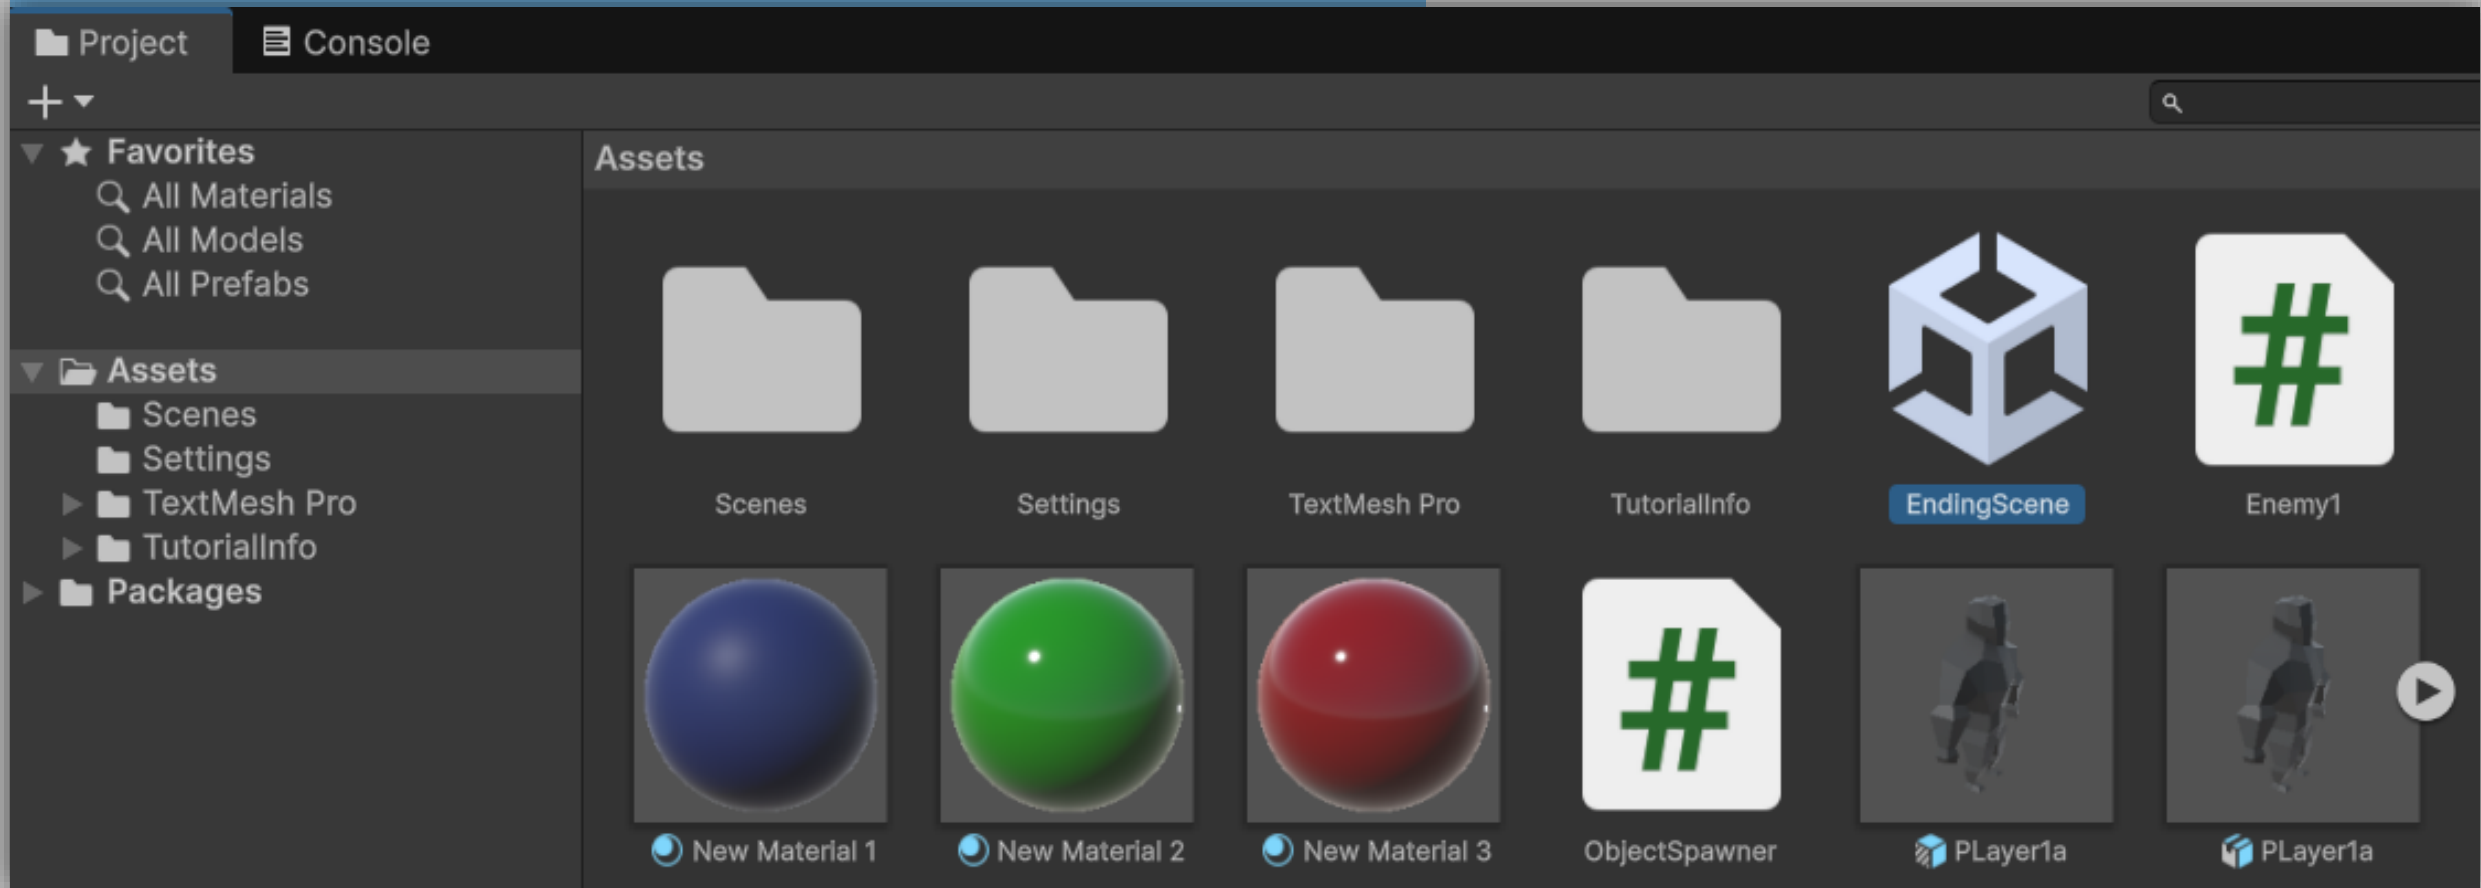 Project
Console
Favorites
All Materials
All Models
All Prefabs
Assets
Scenes
Settings
TextMesh Pro
TutorialInfo
Packages
Assets
Scenes
Settings
TextMesh Pro
TutorialInfo
EndingScene
Enemy1
#
New Material 1
New Material 2
New Material 3
ObjectSpawner
#
PLayer1a
PLayer1a